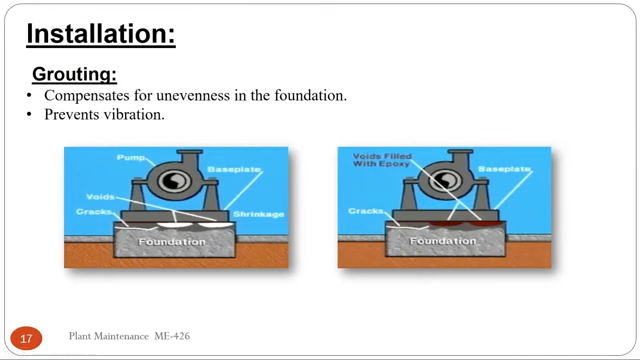 Installation:
Grouting:
• Compensates for unevenness in the foundation.
• Prevents vibration.
Pump
Baseplate
Voids
Cracks
Shrinkage
Foundation
Voids Filled
With Epoxy
Baseplate
Cracks
Foundation
17
Plant Maintenance ME-426